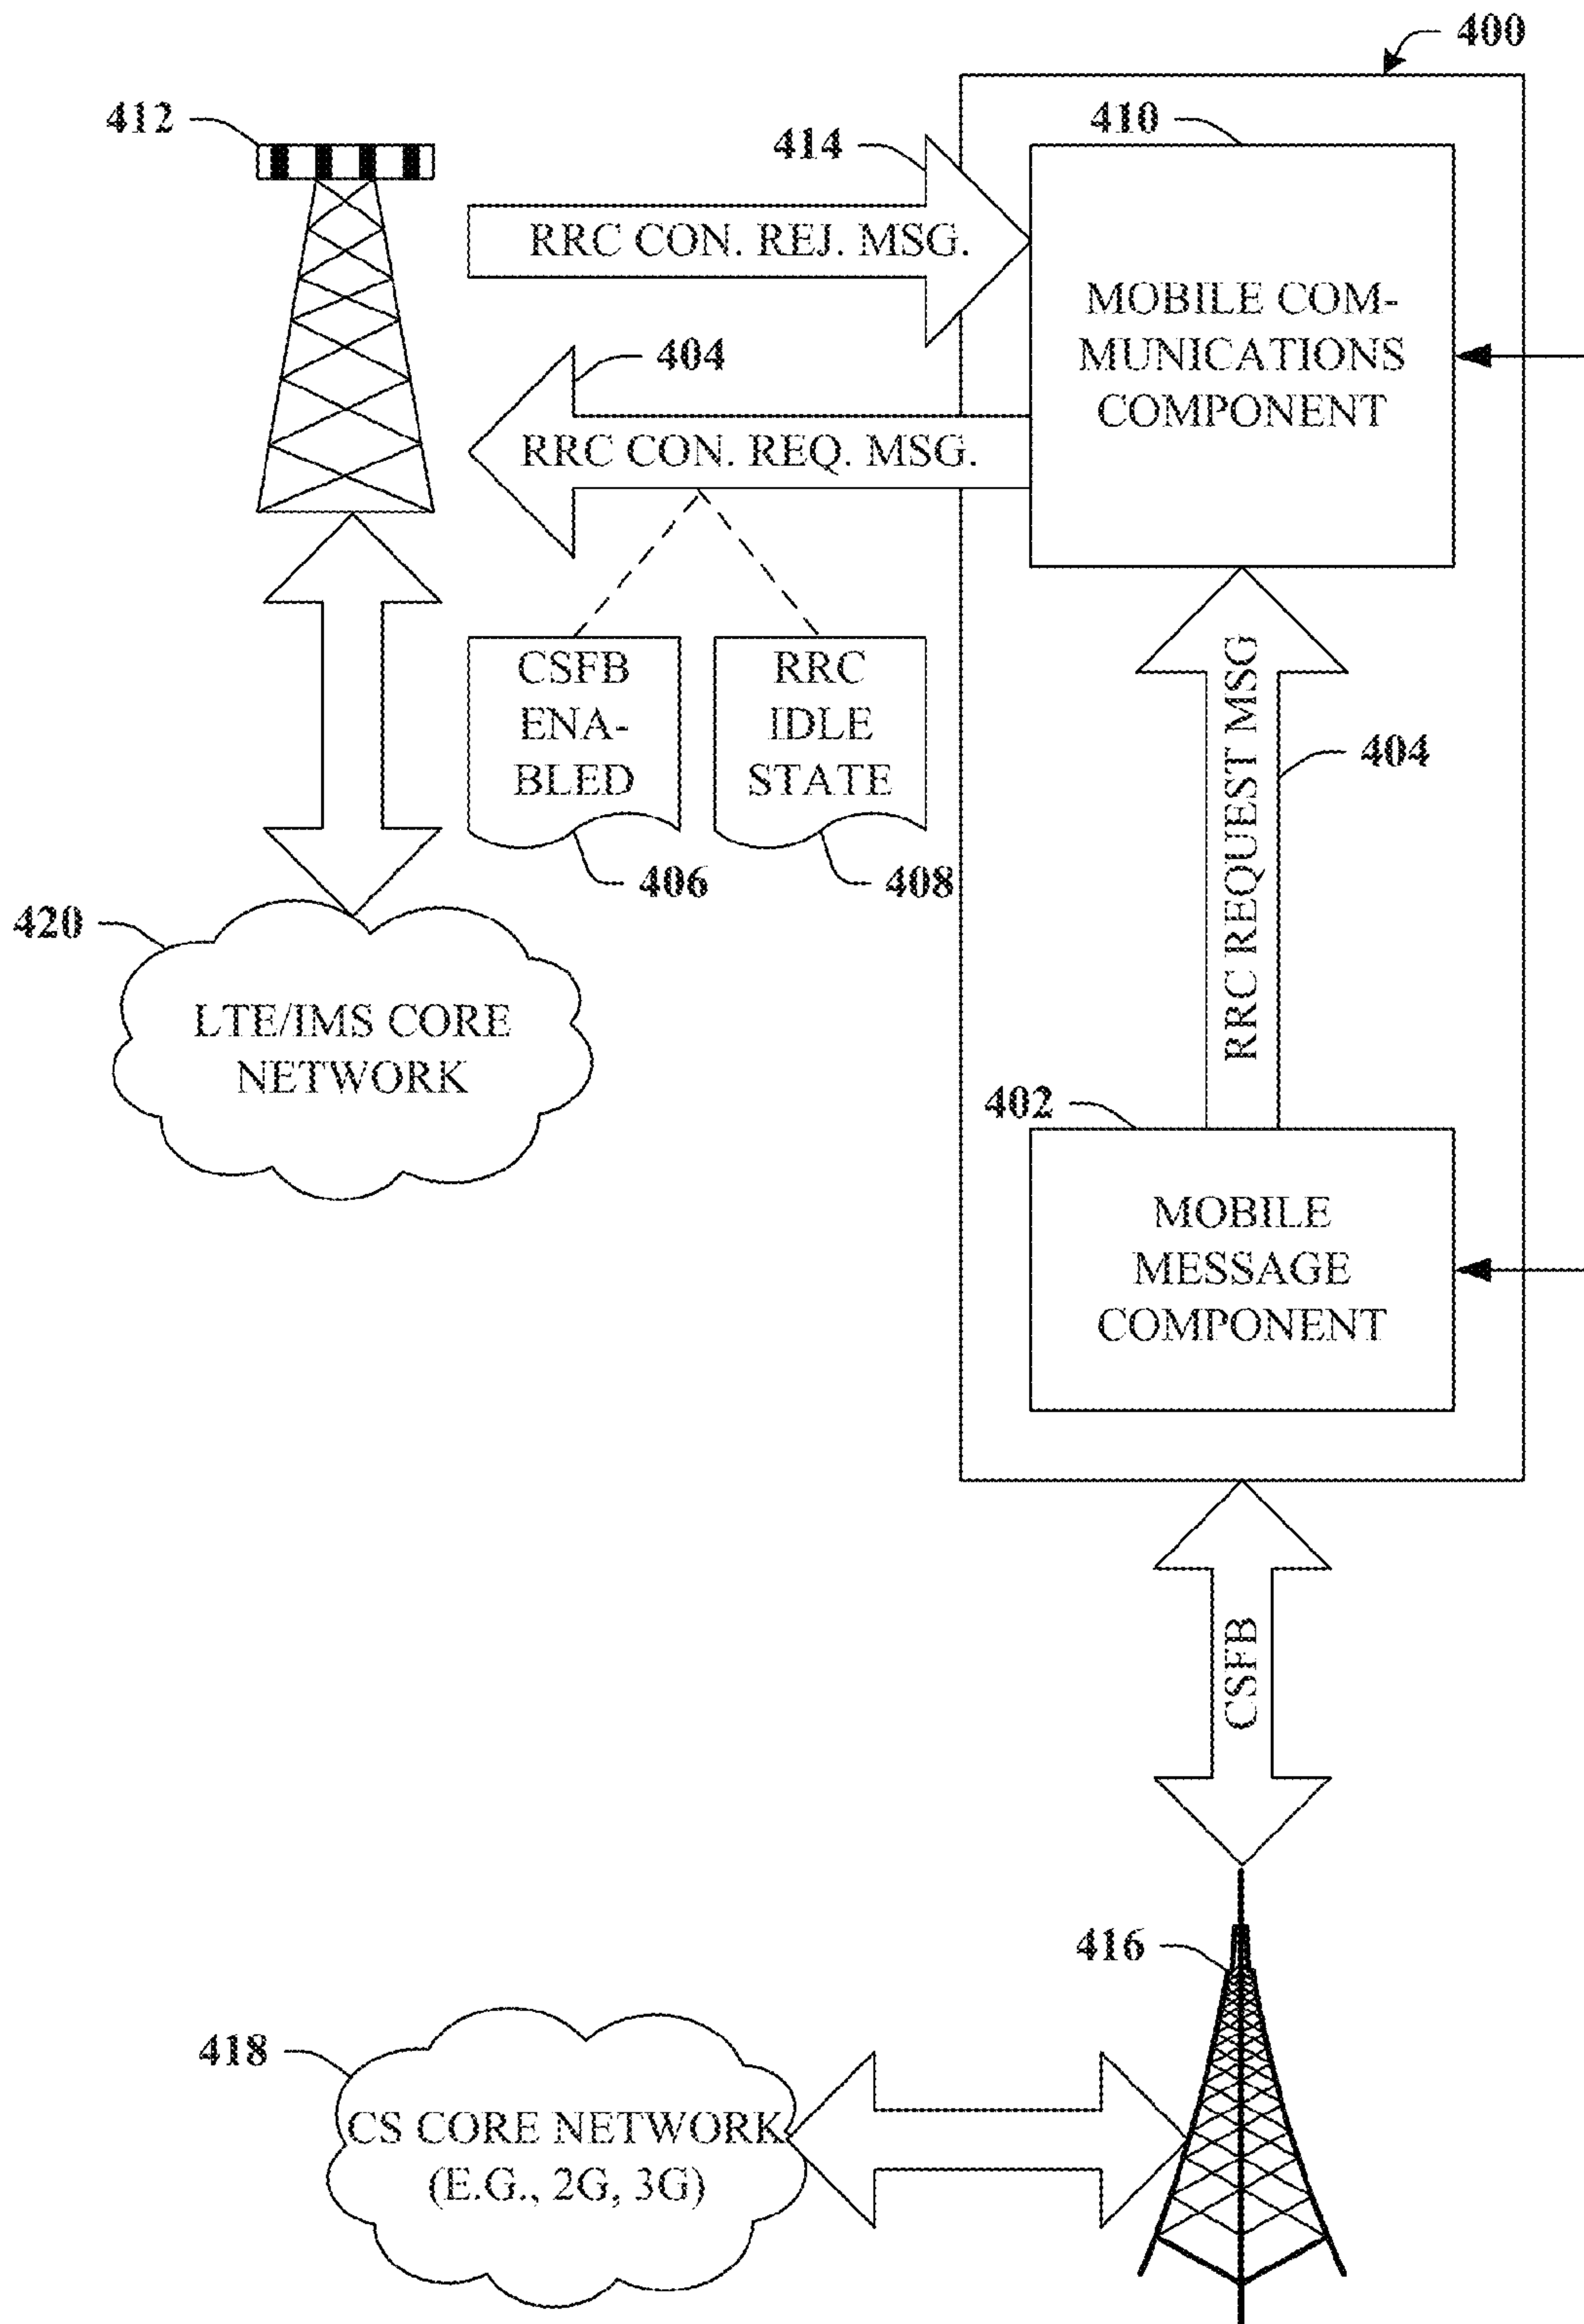 400
412
410
414
RRC CON. REJ. MSG.
MOBILE COM-
MUNICATIONS
COMPONENT
404
RRC CON. REQ. MSG.
CSFB
ENA-
BLED
RRC
IDLE
STATE
RRC REQUEST MSG
404
406
408
420
LTE/IMS CORE
NETWORK
402
MOBILE
MESSAGE
COMPONENT
CSFB
416
418
CS CORE NETWORK
(E.G., 2G, 3G)